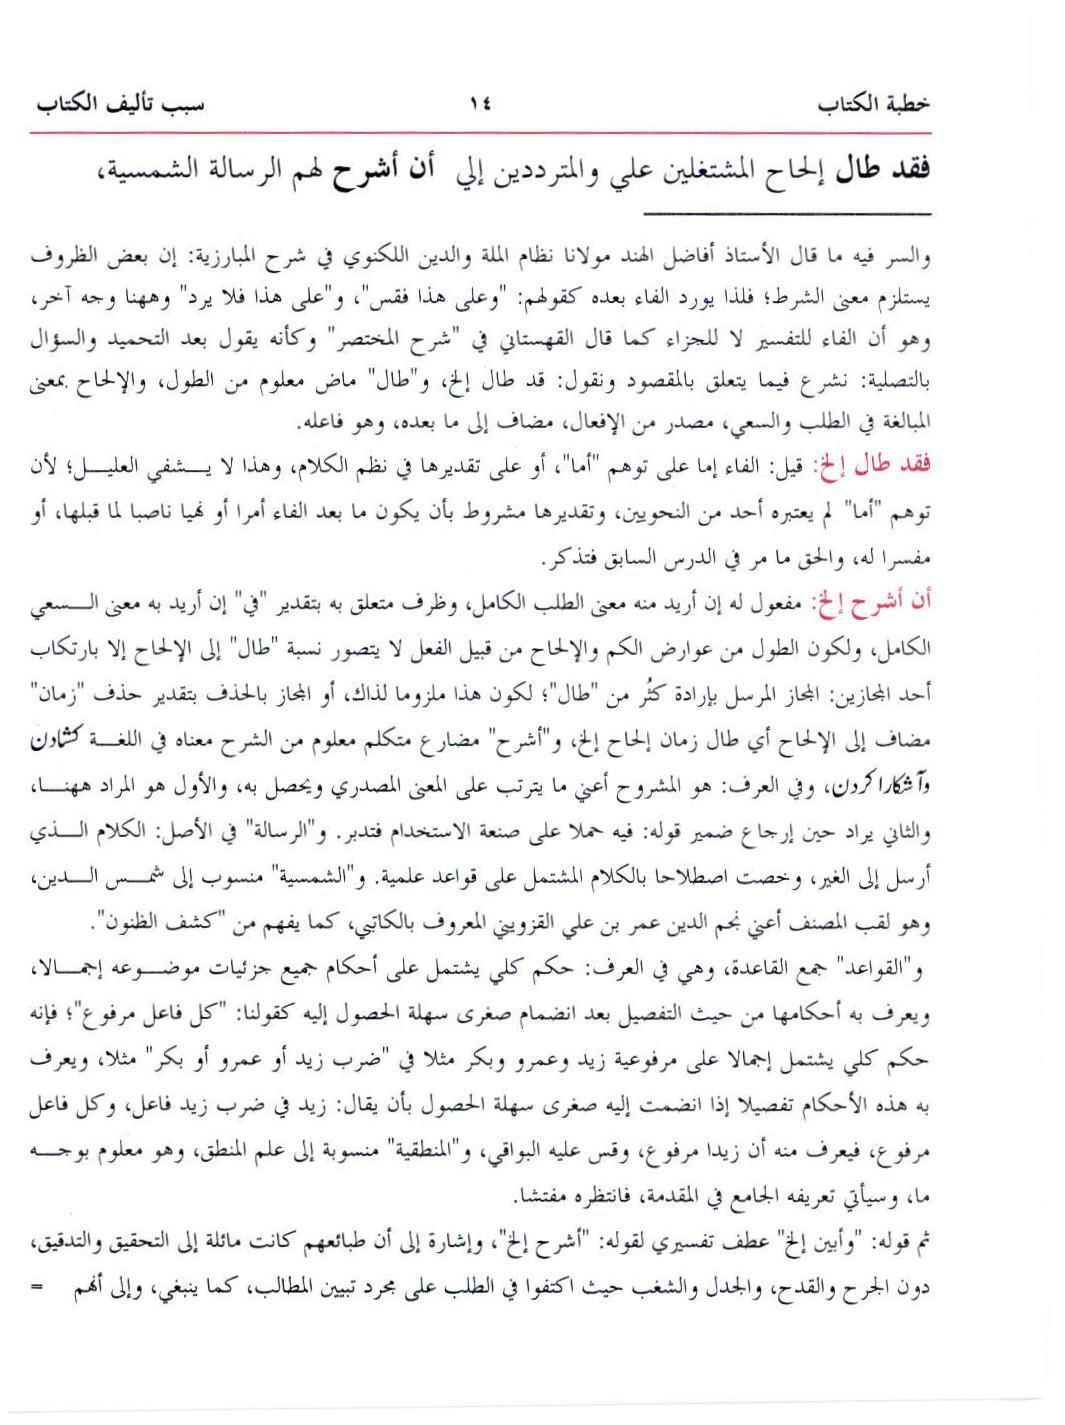 خطبة الكتاب ١٤ سبب تأليف الكتاب
فقد طال إلحاح المشتغلين علي والمترددين إلي أن أشرح لهم الرسالة الشمسية،
والسر فيه ما قال الأستاذ أفاضل الهند مولانا نظام الملة والدين اللكنوي في شرح المبارزية: إن بعض الظروف
يستلزم معنى الشرط؛ فلذا يورد الفاء بعده كقولهم: "وعلى هذا فقس"، و"على هذا فلا يرد" وههنا وجه آخر،
وهو أن الفاء للتفسير لا للجزاء كما قال القهستاني في "شرح المختصر" وكأنه يقول بعد التحميد والسؤال
بالتصلية: نشرع فيما يتعلق بالمقصود ونقول: قد طال إلخ، و"طال" ماض معلوم من الطول، والإلحاح بمعنى
المبالغة في الطلب والسعي، مصدر من الإفعال، مضاف إلى ما بعده، وهو فاعله.
فقد طال إلخ: قيل: الفاء إما على توهم "أما"، أو على تقديرها في نظم الكلام، وهذا لا يشفي العليل؛ لأن
توهم "أما" لم يعتبره أحد من النحويين، وتقديرها مشروط بأن يكون ما بعد الفاء أمرا أو نهيا ناصبا لما قبلها، أو
مفسرا له، والحق ما مر في الدرس السابق فتذكر.
أن أشرح إلخ: مفعول له إن أريد منه معنى الطلب الكامل، وظرف متعلق به بتقدير "في" إن أريد به معنى السعي
الكامل، ولكون الطول من عوارض الكم والإلحاح من قبيل الفعل لا يتصور نسبة "طال" إلى الإلحاح إلا بارتكاب
أحد المجازين: المجاز المرسل بإرادة كثُر من "طال"؛ لكون هذا ملزوما لذاك، أو المجاز بالحذف بتقدير حذف "زمان"
مضاف إلى الإلحاح أي طال زمان إلحاح إلخ، و"أشرح" مضارع متكلم معلوم من الشرح معناه في اللغة کشادن
وآشکارا کردن، وفي العرف: هو المشروح أعني ما يترتب على المعنى المصدري ويحصل به، والأول هو المراد ههنا،
والثاني يراد حين إرجاع ضمير قوله: فيه حملا على صنعة الاستخدام فتدبر. و"الرسالة" في الأصل: الكلام الذي
أرسل إلى الغير، وخصت اصطلاحا بالكلام المشتمل على قواعد علمية. و"الشمسية" منسوب إلى شمس الدين،
وهو لقب المصنف أعني نجم الدين عمر بن علي القزويني المعروف بالكاتبي، كما يفهم من "كشف الظنون".
و"القواعد" جمع القاعدة، وهي في العرف: حكم كلي يشتمل على أحكام جميع جزئيات موضوعه إجمالا،
ويعرف به أحكامها من حيث التفصيل بعد انضمام صغرى سهلة الحصول إليه كقولنا: "كل فاعل مرفوع"؛ فإنه
حكم كلي يشتمل إجمالا على مرفوعية زيد وعمرو وبكر مثلا في "ضرب زيد أو عمرو أو بكر" مثلا، ويعرف
به هذه الأحكام تفصيلا إذا انضمت إليه صغرى سهلة الحصول بأن يقال: زيد في ضرب زيد فاعل، وكل فاعل
مرفوع، فيعرف منه أن زيدا مرفوع، وقس عليه البواقي، و"المنطقية" منسوبة إلى علم المنطق، وهو معلوم بوجه
ما، وسيأتي تعريفه الجامع في المقدمة، فانتظره مفتشا.
ثم قوله: "وأبين إلخ" عطف تفسيري لقوله: "أشرح إلخ"، وإشارة إلى أن طبائعهم كانت مائلة إلى التحقيق والتدقيق،
دون الجرح والقدح، والجدل والشغب حيث اكتفوا في الطلب على مجرد تبيين المطالب، كما ينبغي، وإلى أنهم =